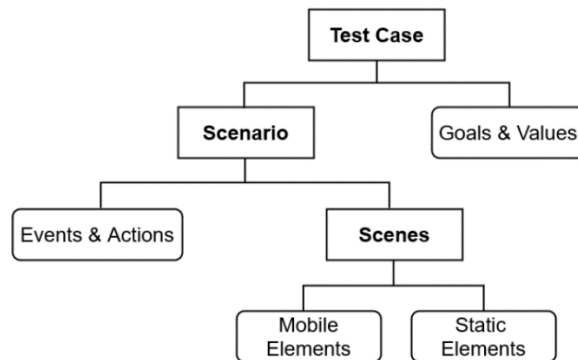 Test Case
Scenario
Goals & Values
Events & Actions
Scenes
Mobile
Elements
Static
Elements